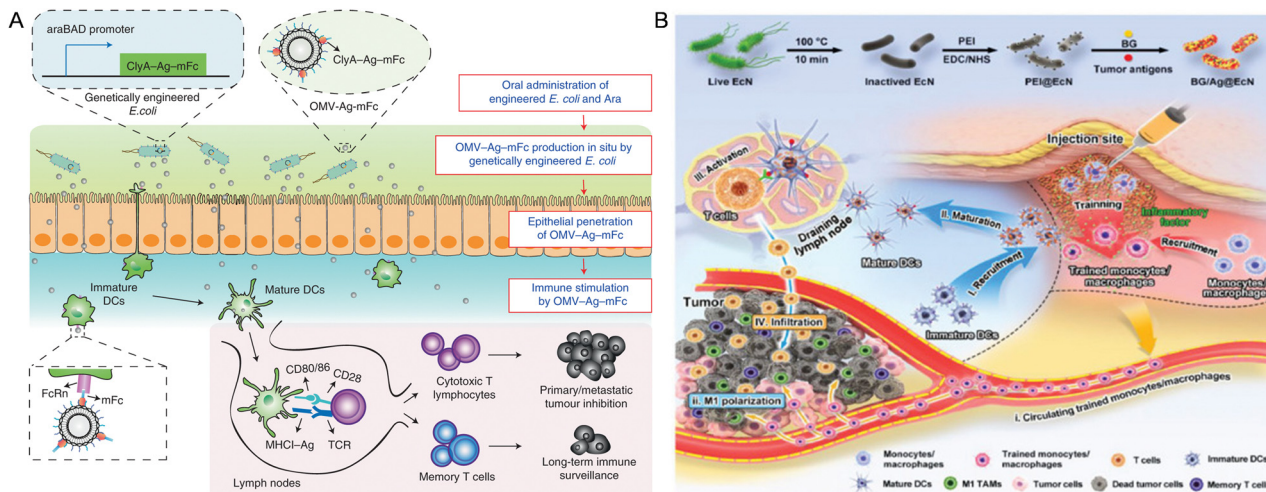 A
araBAD promoter
ClyA–Ag–mFc
Genetically engineered
E.coli
ClyA–Ag–mFc
OMV-Ag-mFc
Oral administration of
engineered E. coli and Ara
OMV–Ag–mFc production in situ by
genetically engineered E. coli
Epithelial penetration
of OMV–Ag–mFc
Immune stimulation
by OMV–Ag–mFc
Immature
DCs
Mature DCs
FcRn
mFc
CD80/86
CD28
MHCI–Ag
TCR
Lymph nodes
Cytotoxic T
lymphocytes
Primary/metastatic
tumour inhibition
Memory T cells
Long-term immune
surveillance
B
Live EcN
100 °C
10 min
Inactived EcN
PEI
EDC/NHS
PEI@EcN
BG
Tumor antigens
BG/Ag@EcN
Injection site
III. Activation
T cells
Draining
lymph node
Mature DCs
II. Maturation
I. Recruitment
Immature DCs
Trainning
Inflammatory
factor
Recruitment
Trained monocytes/
macrophages
Monocytes/
macrophages
Tumor
IV. Infiltration
ii. M1 polarization
i. Circulating trained monocytes/macrophages
Monocytes/
macrophages
Trained monocytes/
macrophages
T cells
Immature DCs
Mature DCs
M1 TAMs
Tumor cells
Dead tumor cells
Memory T cell